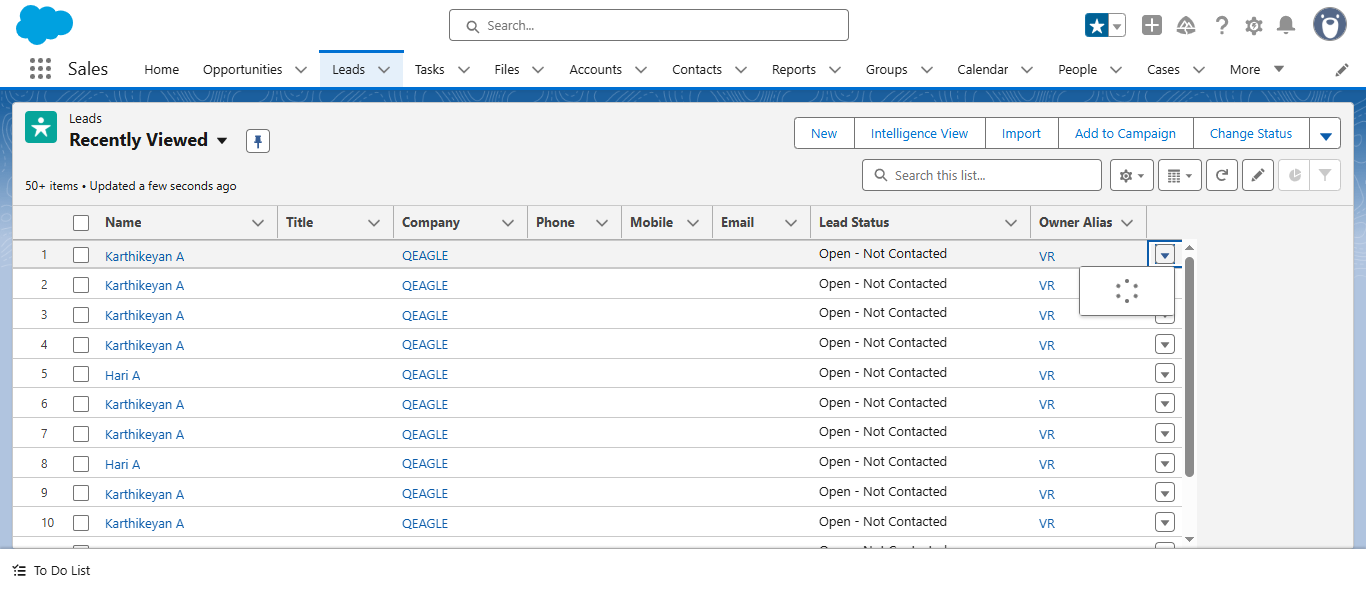 Search...
Sales
Home
Opportunities
Leads
Tasks
Files
Accounts
Contacts
Reports
Groups
Calendar
People
Cases
More
Leads
Recently Viewed
New
Intelligence View
Import
Add to Campaign
Change Status
50+ items • Updated a few seconds ago
Search this list...
Name Title Company Phone Mobile Email Lead Status Owner Alias
1 Karthikeyan A QEAGLE Open - Not Contacted VR
2 Karthikeyan A QEAGLE Open - Not Contacted VR
3 Karthikeyan A QEAGLE Open - Not Contacted VR
4 Karthikeyan A QEAGLE Open - Not Contacted VR
5 Hari A QEAGLE Open - Not Contacted VR
6 Karthikeyan A QEAGLE Open - Not Contacted VR
7 Karthikeyan A QEAGLE Open - Not Contacted VR
8 Hari A QEAGLE Open - Not Contacted VR
9 Karthikeyan A QEAGLE Open - Not Contacted VR
10 Karthikeyan A QEAGLE Open - Not Contacted VR
To Do List